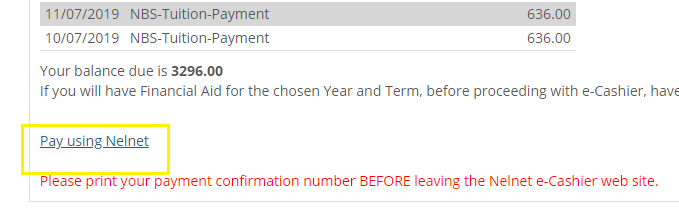 11/07/2019 NBS-Tuition-Payment 636.00
10/07/2019 NBS-Tuition-Payment 636.00
Your balance due is 3296.00
If you will have Financial Aid for the chosen Year and Term, before proceeding with e-Cashier, have
Pay using Nelnet
Please print your payment confirmation number BEFORE leaving the Nelnet e-Cashier web site.